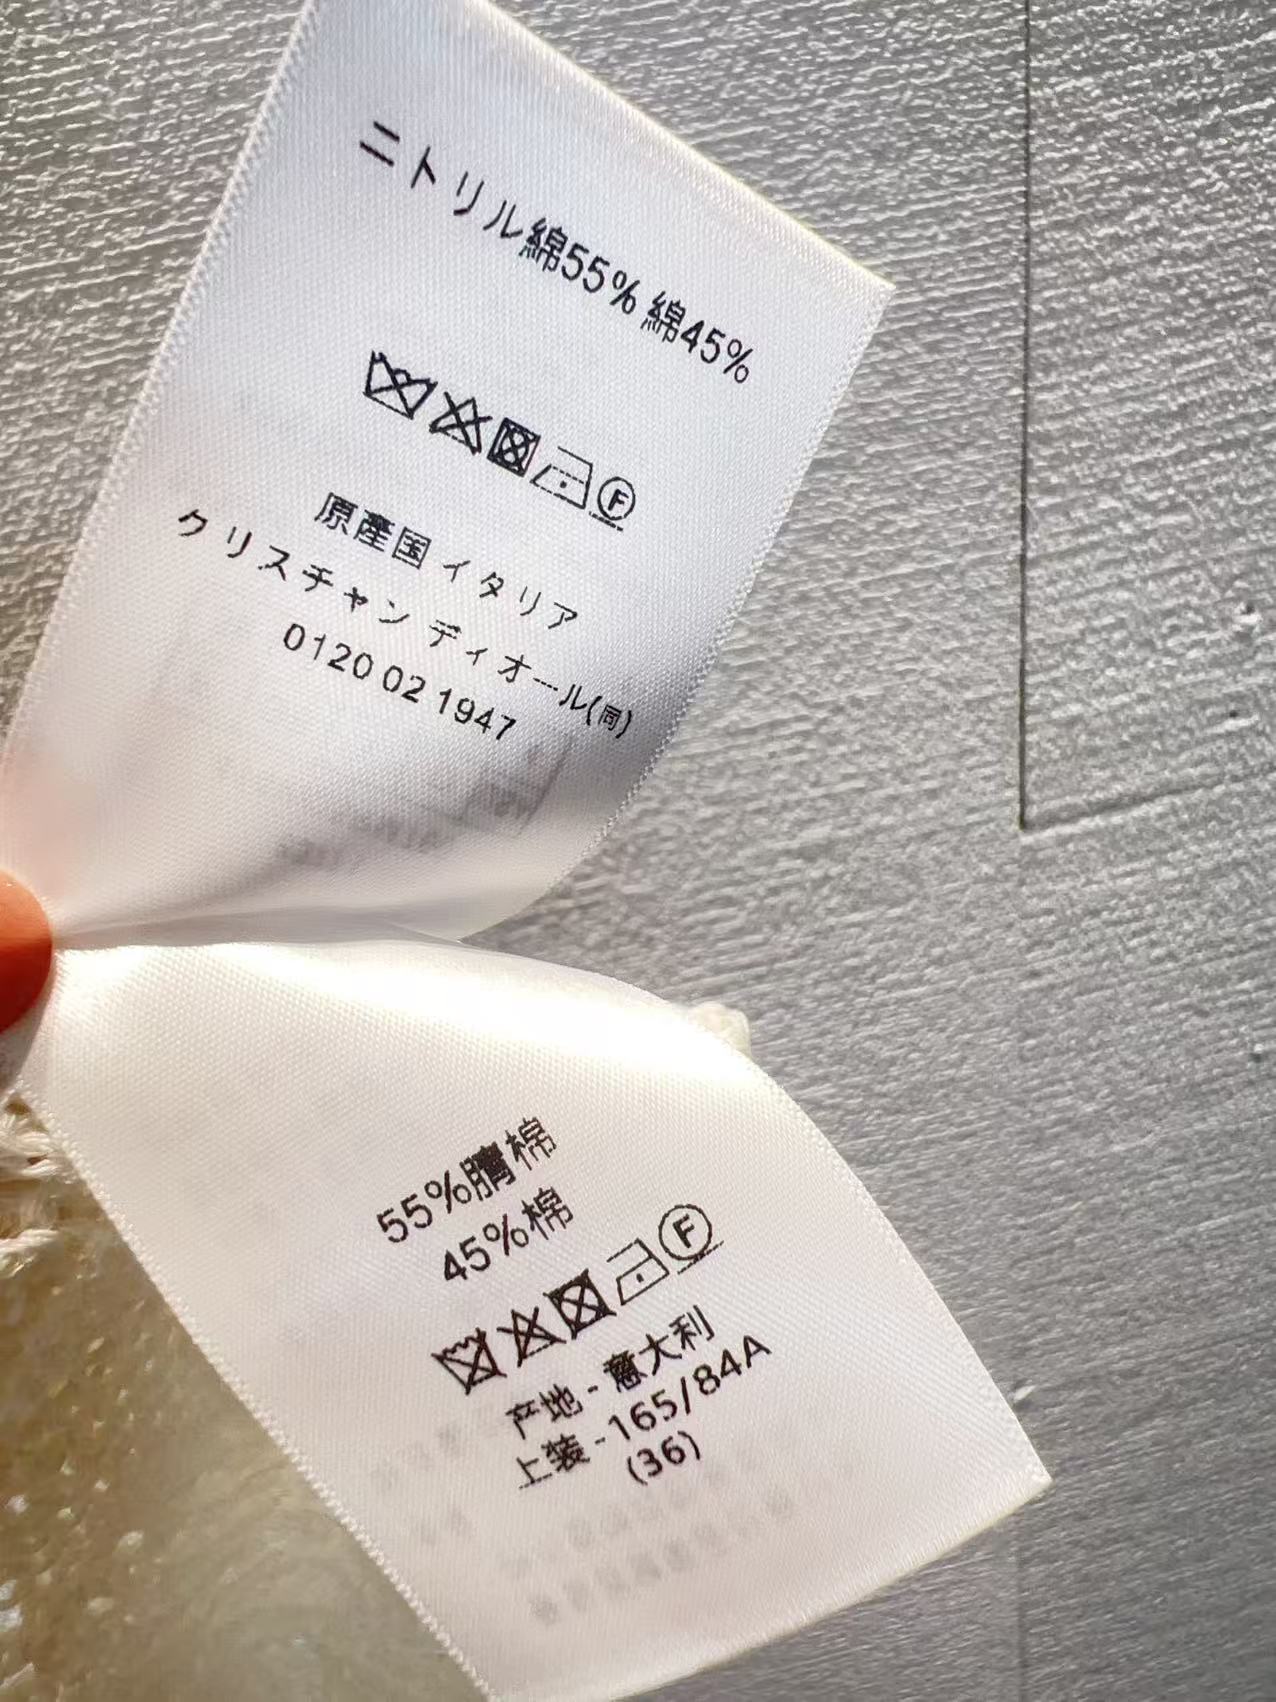 ニトリル綿55% 綿45%
F
原產国 イタリア
クリスチャン ディオール(同)
0120 02 1947
55%腈棉
45%棉
F
产地 - 意大利
上装 - 165/84A
(36)